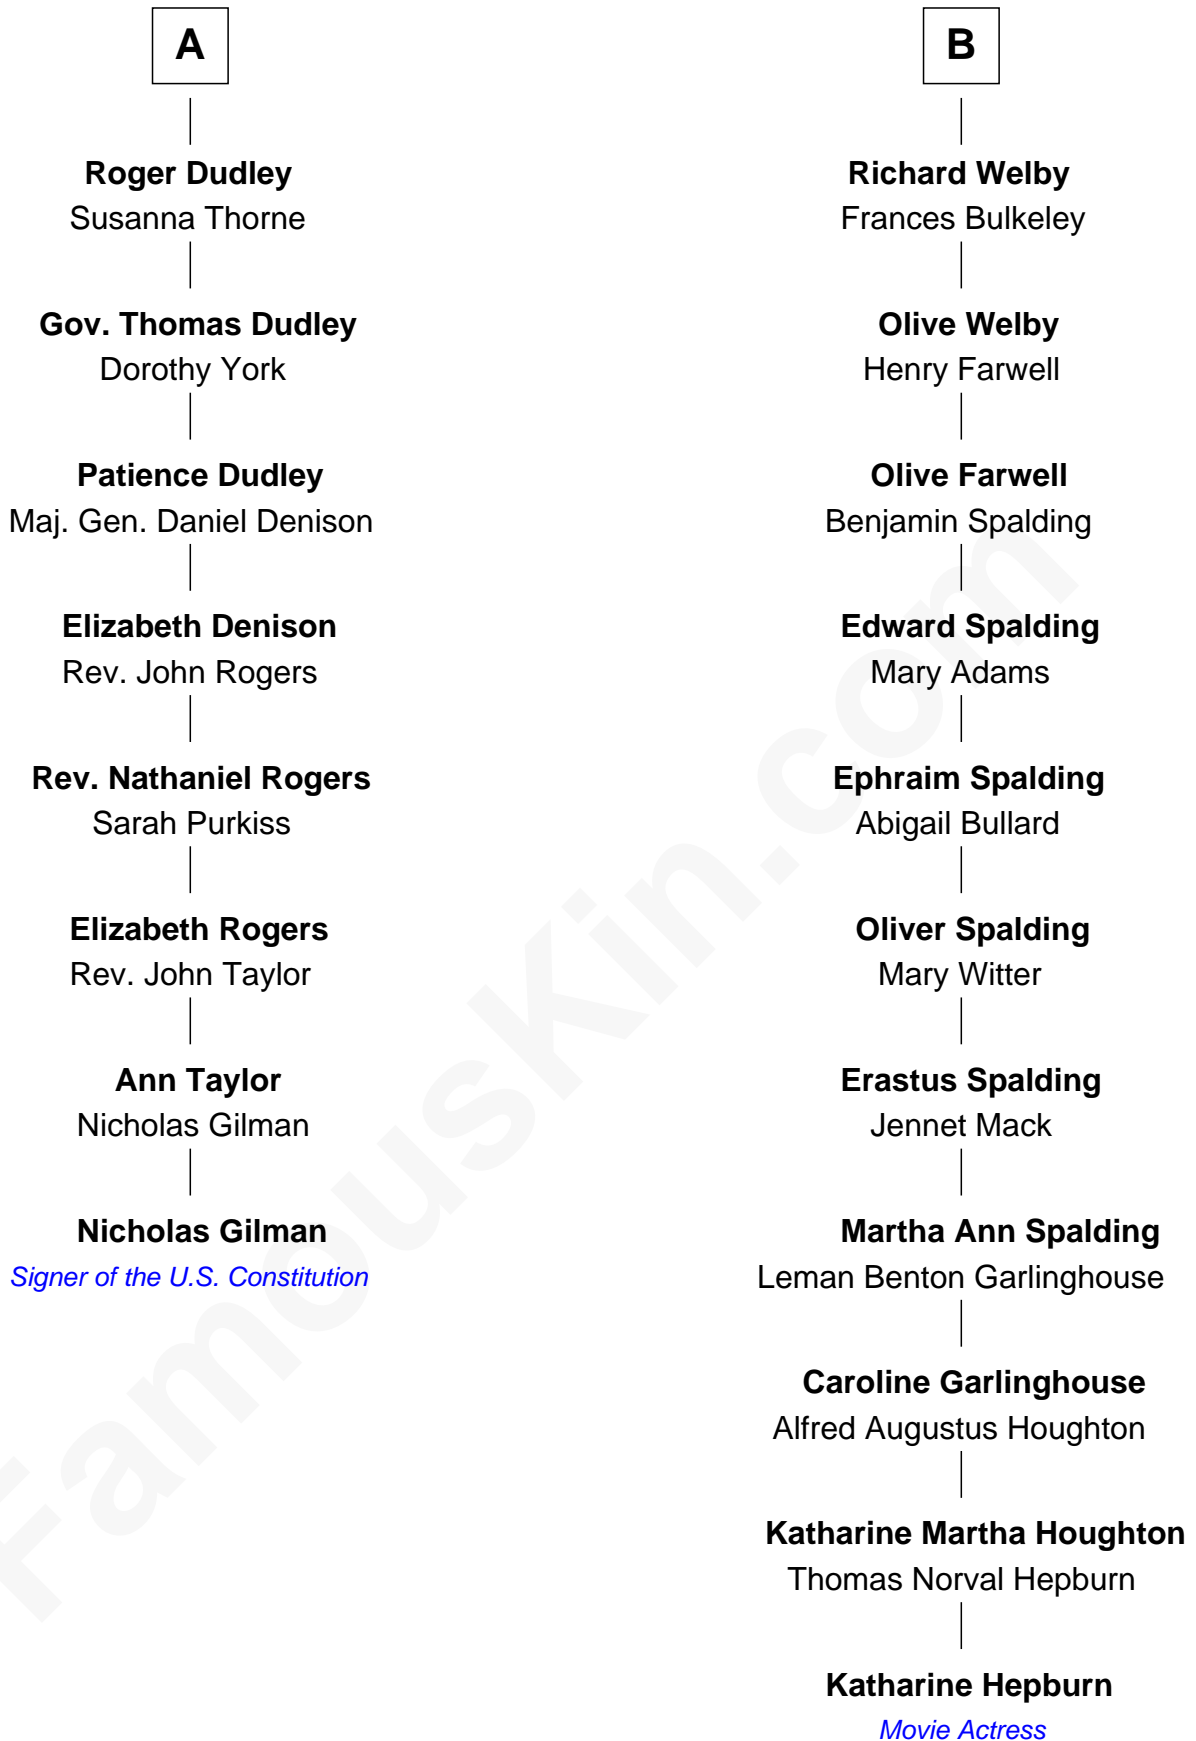 A
Roger Dudley
Susanna Thorne
Gov. Thomas Dudley
Dorothy York
Patience Dudley
Maj. Gen. Daniel Denison
Elizabeth Denison
Rev. John Rogers
Rev. Nathaniel Rogers
Sarah Purkiss
Elizabeth Rogers
Rev. John Taylor
Ann Taylor
Nicholas Gilman
Nicholas Gilman
Signer of the U.S. Constitution
B
Richard Welby
Frances Bulkeley
Olive Welby
Henry Farwell
Olive Farwell
Benjamin Spalding
Edward Spalding
Mary Adams
Ephraim Spalding
Abigail Bullard
Oliver Spalding
Mary Witter
Erastus Spalding
Jennet Mack
Martha Ann Spalding
Leman Benton Garlinghouse
Caroline Garlinghouse
Alfred Augustus Houghton
Katharine Martha Houghton
Thomas Norval Hepburn
Katharine Hepburn
Movie Actress
FamousKin.com